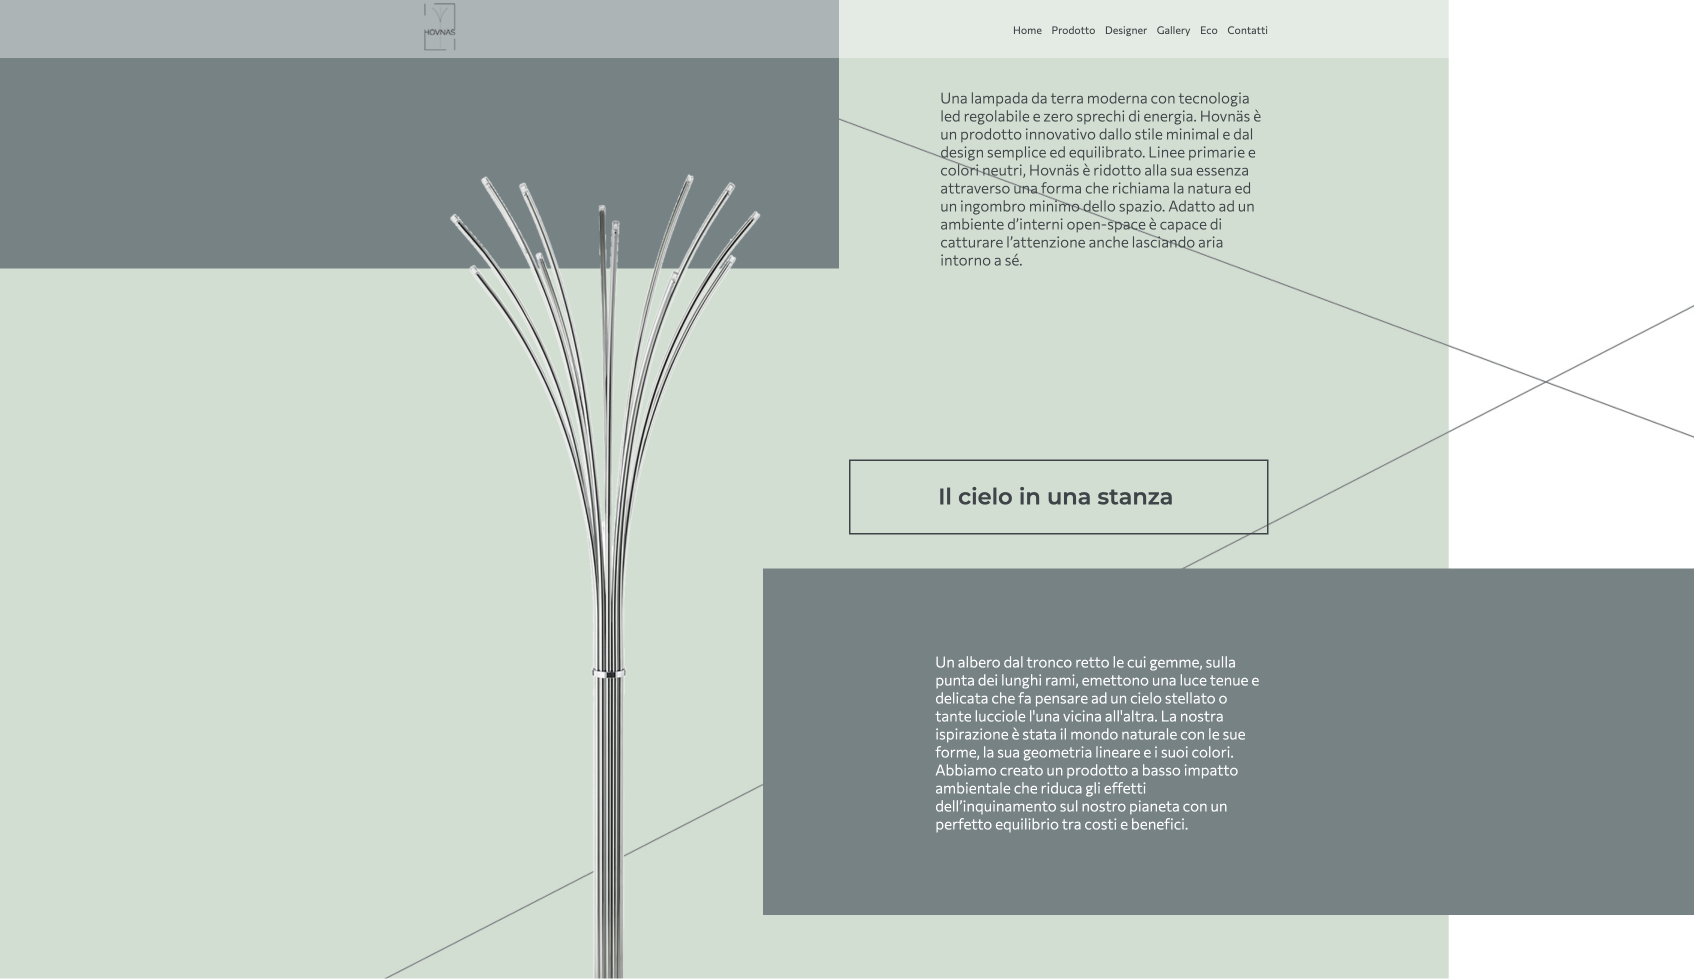 HOVNAS
Home Prodotto Designer Gallery Eco Contatti
Una lampada da terra moderna con tecnologia
led regolabile e zero sprechi di energia. Hovnäs è
un prodotto innovativo dallo stile minimal e dal
design semplice ed equilibrato. Linee primarie e
colori neutri, Hovnäs è ridotto alla sua essenza
attraverso una forma che richiama la natura ed
un ingombro minimo dello spazio. Adatto ad un
ambiente d’interni open-space è capace di
catturare l’attenzione anche lasciando aria
intorno a sé.
Il cielo in una stanza
Un albero dal tronco retto le cui gemme, sulla
punta dei lunghi rami, emettono una luce tenue e
delicata che fa pensare ad un cielo stellato o
tante lucciole l'una vicina all'altra. La nostra
ispirazione è stata il mondo naturale con le sue
forme, la sua geometria lineare e i suoi colori.
Abbiamo creato un prodotto a basso impatto
ambientale che riduca gli effetti
dell’inquinamento sul nostro pianeta con un
perfetto equilibrio tra costi e benefici.